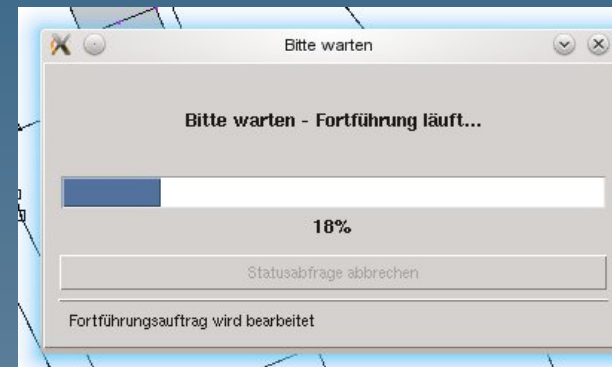 Bitte warten
Bitte warten - Fortführung läuft...
18%
Statusabfrage abbrechen
Fortführungsauftrag wird bearbeitet